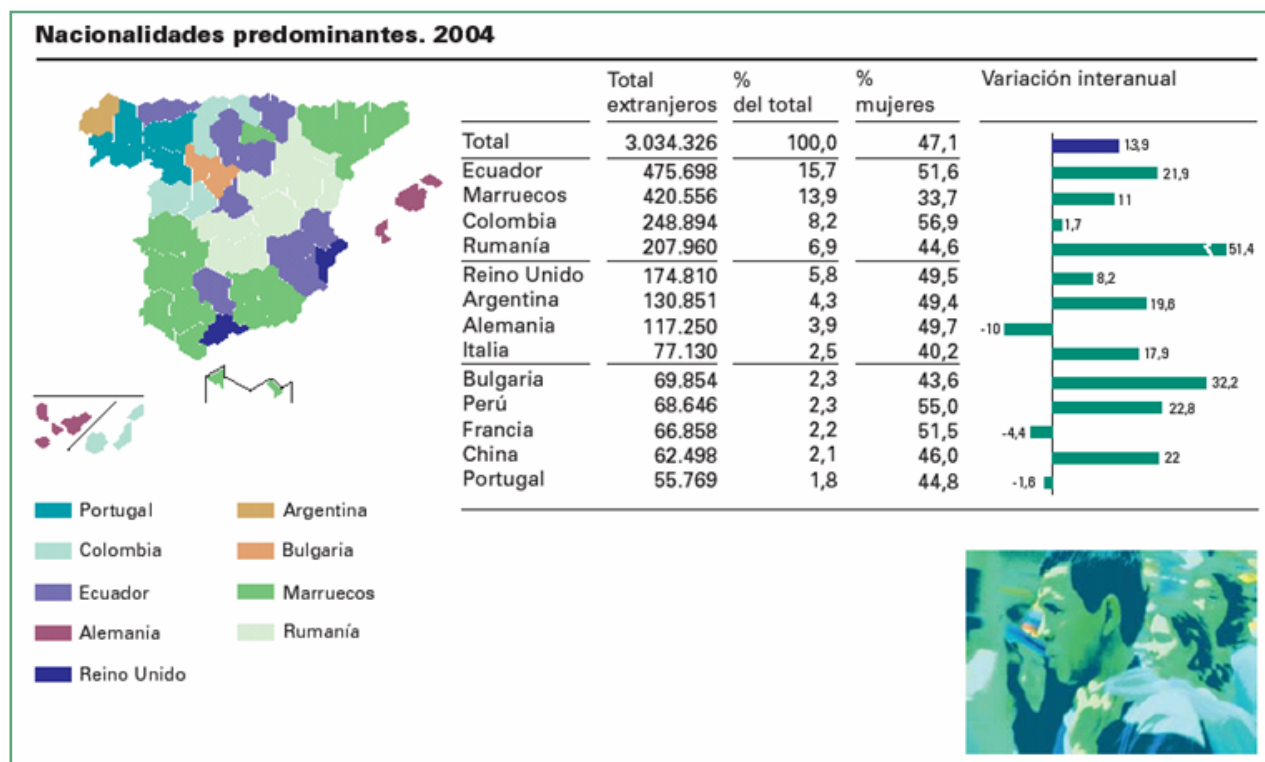 Nacionalidades predominantes. 2004
Total extranjeros % del total % mujeres Variación interanual
Total 3.034.326 100,0 47,1 13,9
Ecuador 475.698 15,7 51,6 21,9
Marruecos 420.556 13,9 33,7 11
Colombia 248.894 8,2 56,9 1,7
Rumanía 207.960 6,9 44,6 51,4
Reino Unido 174.810 5,8 49,5 8,2
Argentina 130.851 4,3 49,4 19,6
Alemania 117.250 3,9 49,7 -10
Italia 77.130 2,5 40,2 17,9
Bulgaria 69.854 2,3 43,6 32,2
Perú 68.646 2,3 55,0 22,8
Francia 66.858 2,2 51,5 -4,4
China 62.498 2,1 46,0 22
Portugal 55.769 1,8 44,8 -1,6
Portugal
Colombia
Ecuador
Alemania
Reino Unido
Argentina
Bulgaria
Marruecos
Rumanía